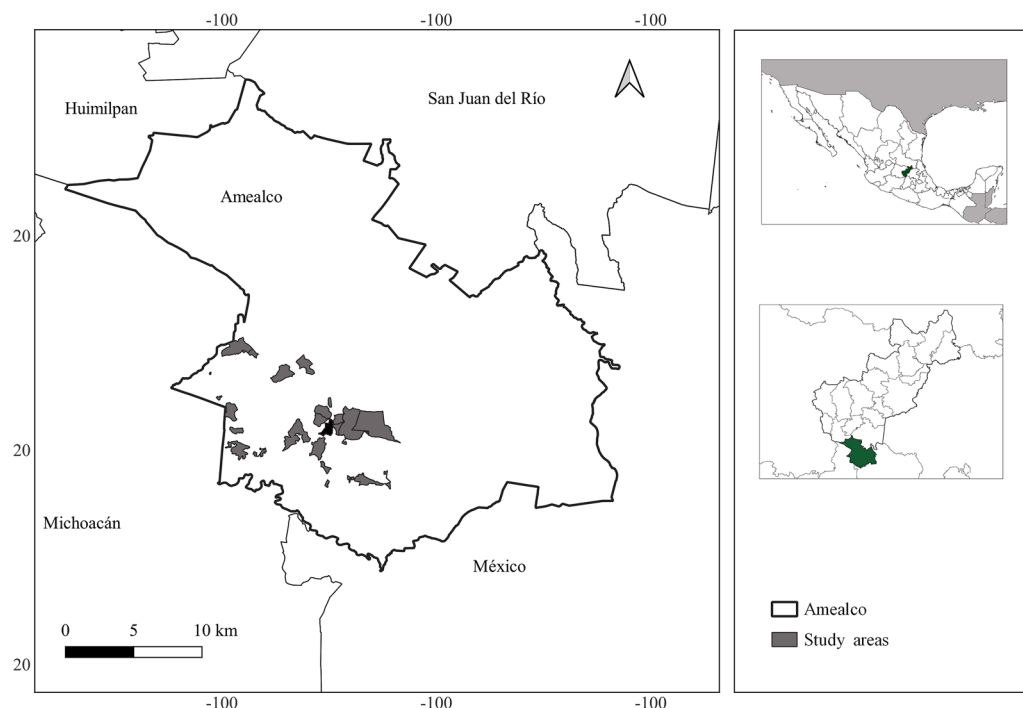 -100 -100 -100
Huimilpan
San Juan del Río
Amealco
20
20
Michoacán
México
0 5 10 km
20
-100 -100 -100
Amealco
Study areas